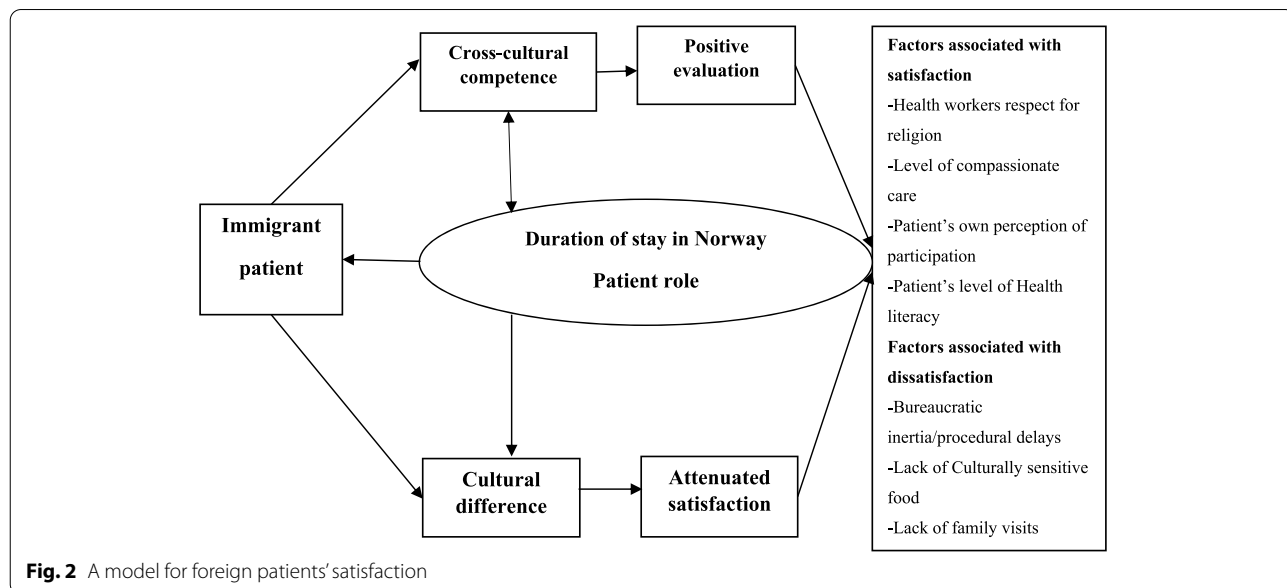 Cross-cultural
competence
Positive
evaluation
Immigrant
patient
Duration of stay in Norway
Patient role
Cultural
difference
Attenuated
satisfaction
Factors associated with
satisfaction
-Health workers respect for
religion
-Level of compassionate
care
-Patient's own perception of
participation
-Patient's level of Health
literacy
Factors associated with
dissatisfaction
-Bureaucratic
inertia/procedural delays
-Lack of Culturally sensitive
food
-Lack of family visits
Fig. 2 A model for foreign patients' satisfaction